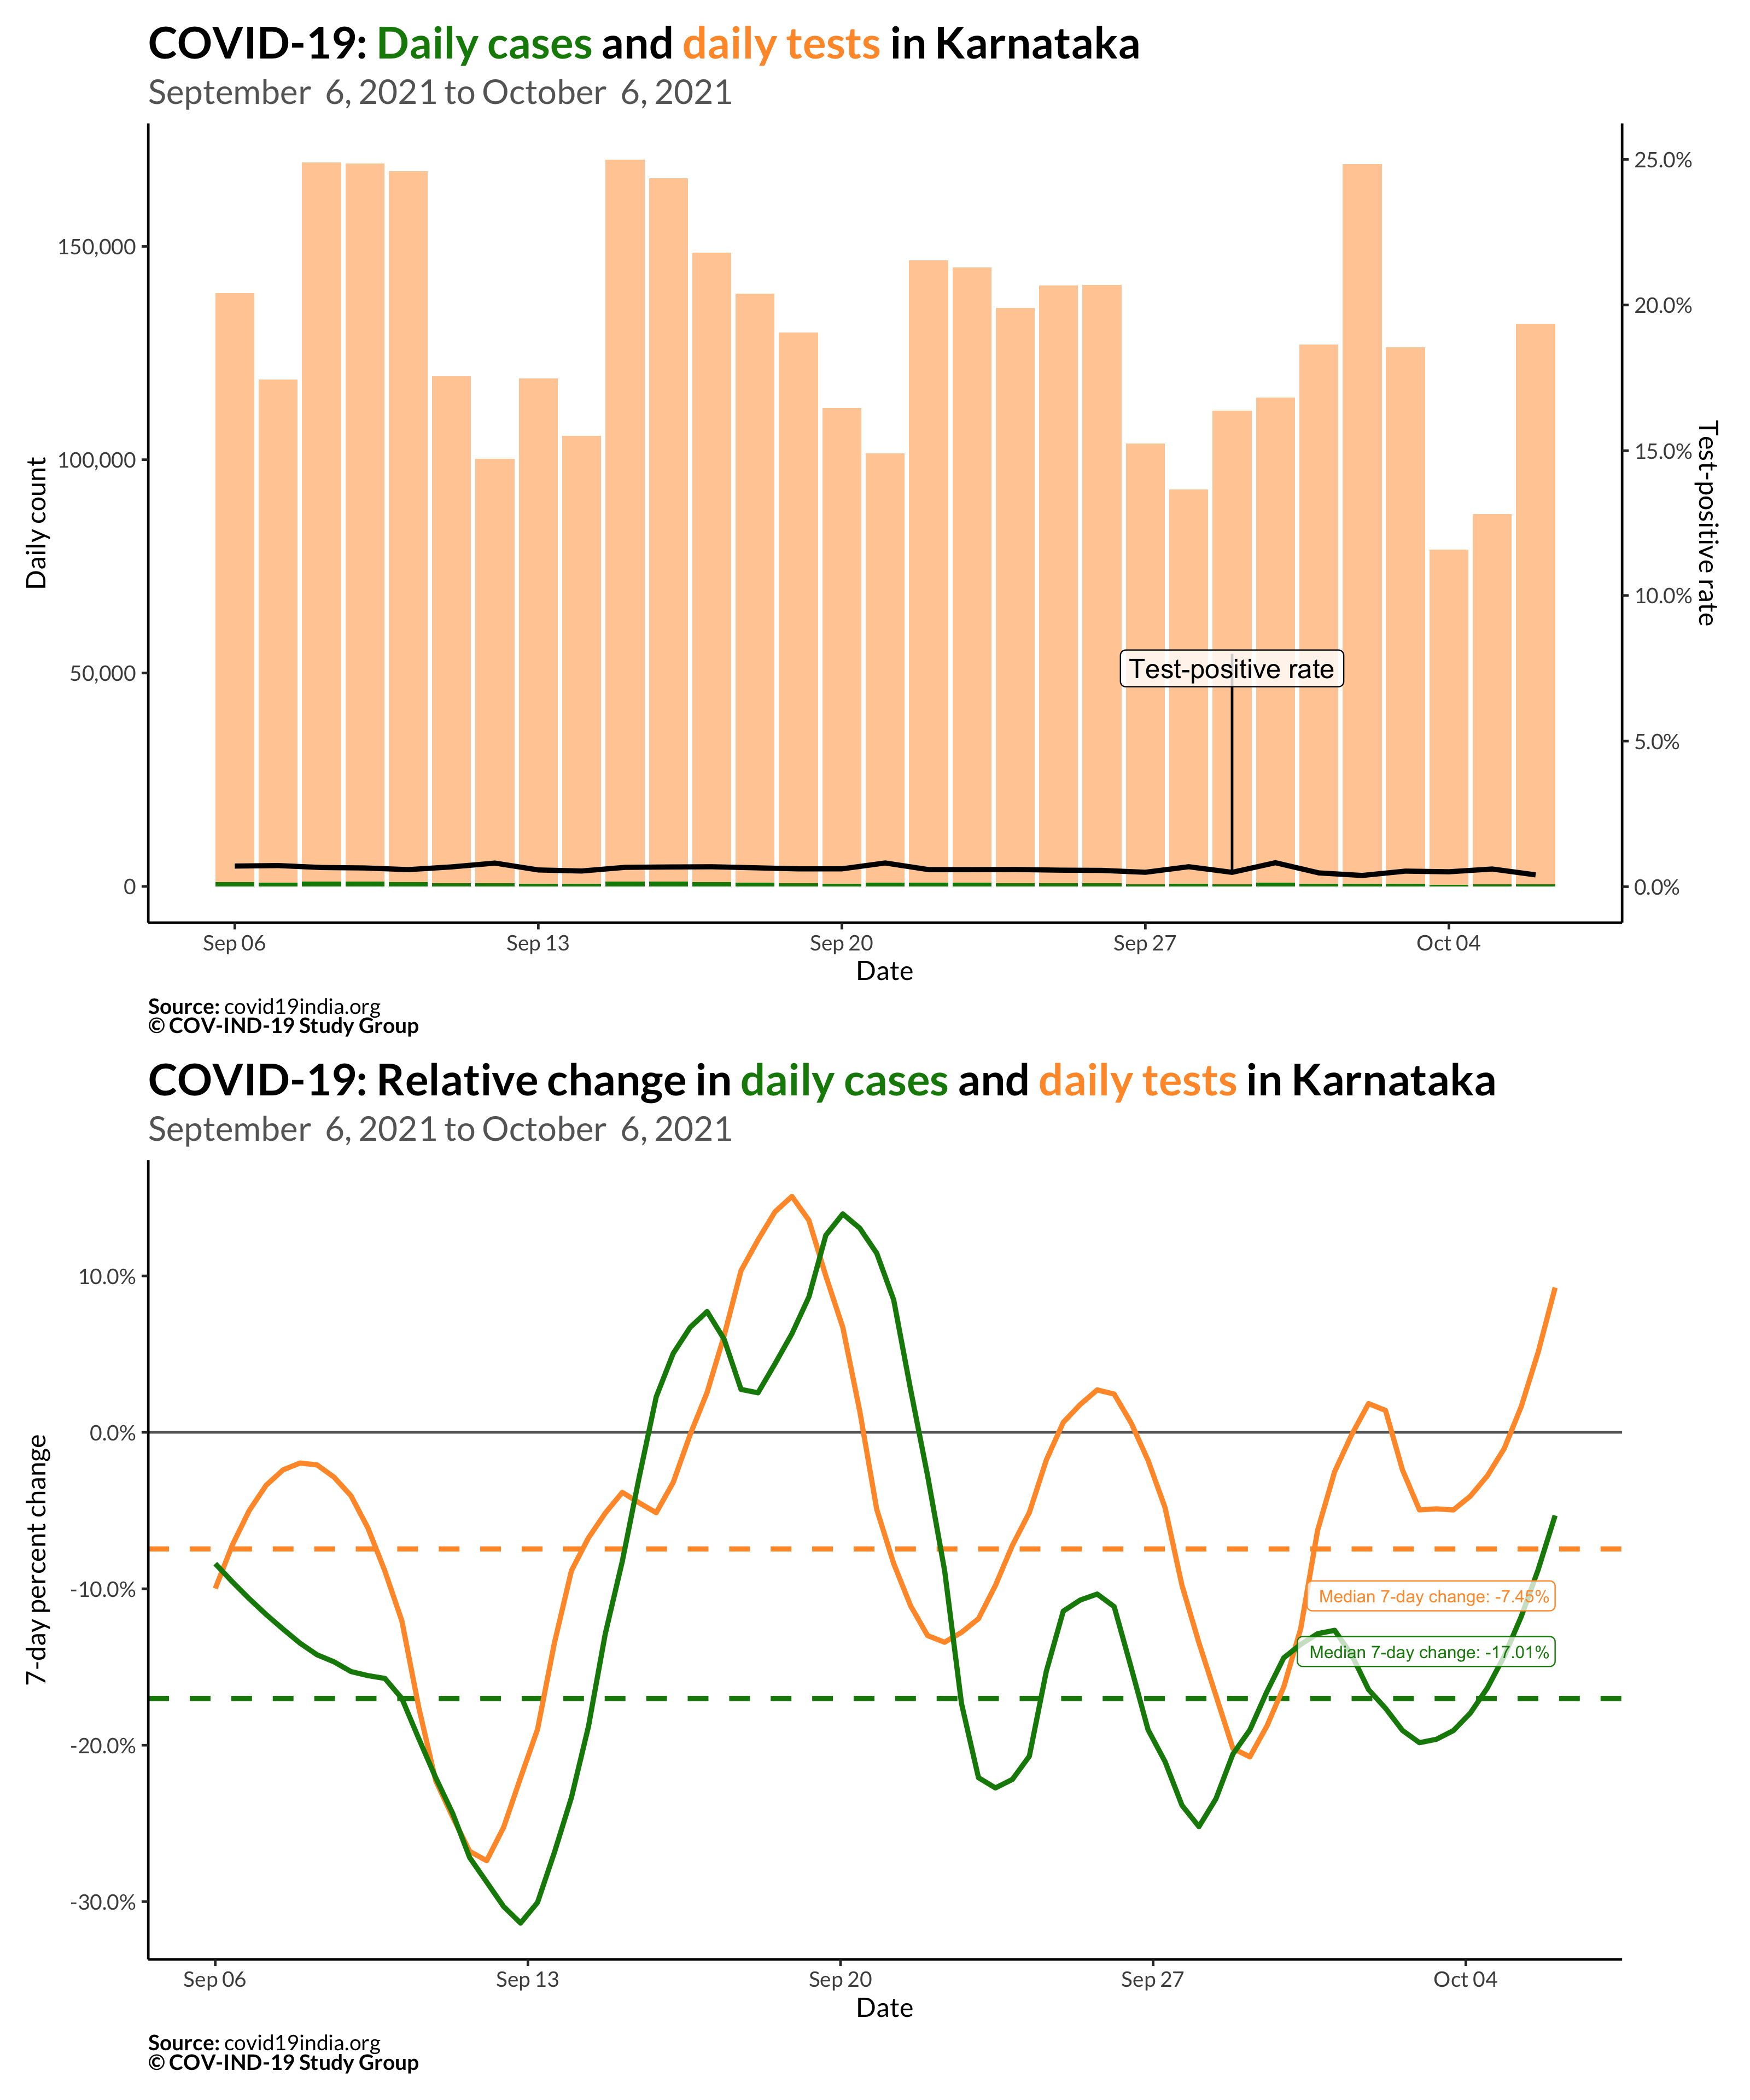 COVID-19: Daily cases and daily tests in Karnataka
September  6, 2021 to October  6, 2021
150,000
100,000
50,000
0
Daily count
25.0%
20.0%
15.0%
10.0%
5.0%
0.0%
Test-positive rate
Test-positive rate
Sep 06
Sep 13
Sep 20
Sep 27
Oct 04
Date
Source: covid19india.org
© COV-IND-19 Study Group
COVID-19: Relative change in daily cases and daily tests in Karnataka
September  6, 2021 to October  6, 2021
10.0%
0.0%
-10.0%
-20.0%
-30.0%
7-day percent change
Median 7-day change: -7.45%
Median 7-day change: -17.01%
Sep 06
Sep 13
Sep 20
Sep 27
Oct 04
Date
Source: covid19india.org
© COV-IND-19 Study Group